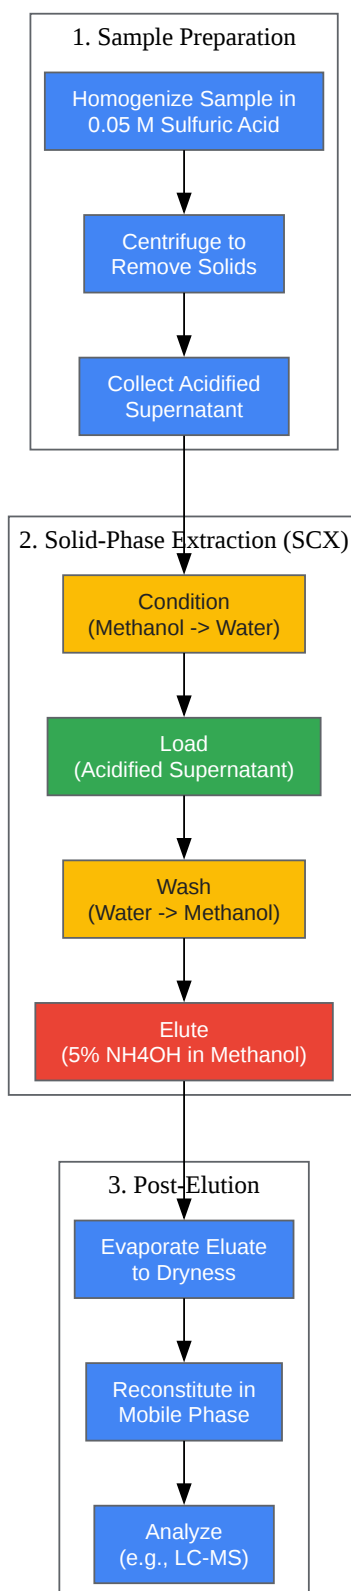 1. Sample Preparation
Homogenize Sample in
0.05 M Sulfuric Acid
Centrifuge to
Remove Solids
Collect Acidified
Supernatant
2. Solid-Phase Extraction (SCX)
Condition
(Methanol -> Water)
Load
(Acidified Supernatant)
Wash
(Water -> Methanol)
Elute
(5% NH4OH in Methanol)
3. Post-Elution
Evaporate Eluate
to Dryness
Reconstitute in
Mobile Phase
Analyze
(e.g., LC-MS)